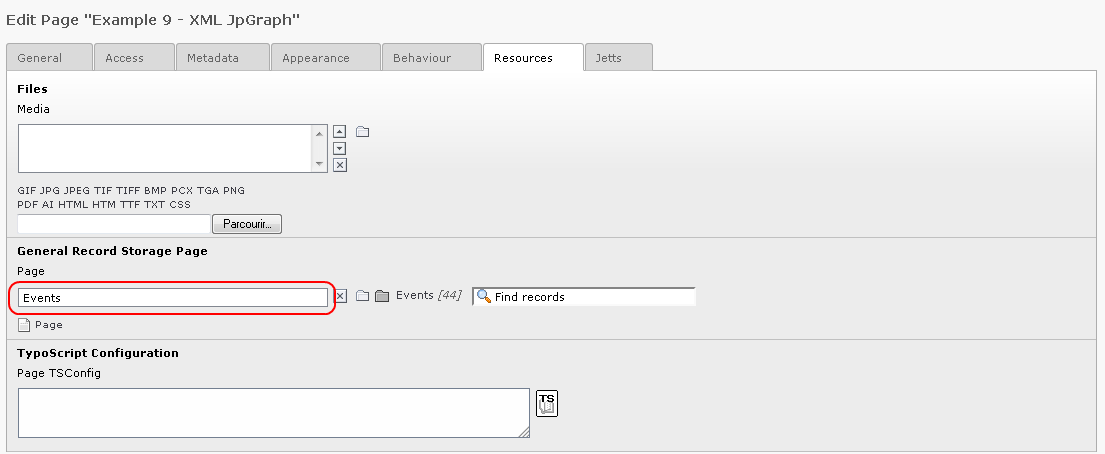 Edit Page "Example 9 - XML JpGraph"
General Access Metadata Appearance Behaviour Resources Jetts
Files
Media
GIF JPG JPEG TIF TIFF BMP PCX TGA PNG
PDF AI HTML HTM TTF TXT CSS
Parcourir...
General Record Storage Page
Page
Events Events [44] Find records
Page
TypoScript Configuration
Page TSConfig
TS